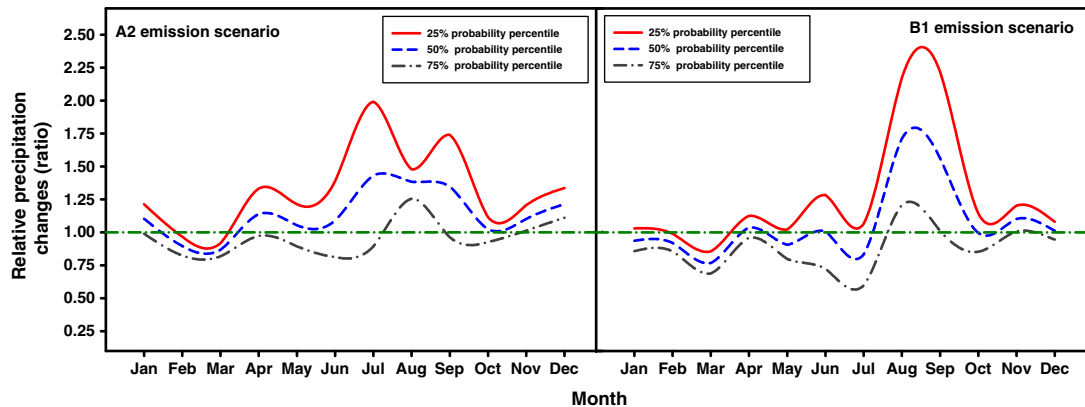 A2 emission scenario
25% probability percentile
50% probability percentile
75% probability percentile
25% probability percentile
50% probability percentile
75% probability percentile
B1 emission scenario
Relative precipitation
changes (ratio)
2.50
2.25
2.00
1.75
1.50
1.25
1.00
0.75
0.50
0.25
Jan Feb Mar Apr May Jun Jul Aug Sep Oct Nov Dec
Jan Feb Mar Apr May Jun Jul Aug Sep Oct Nov Dec
Month